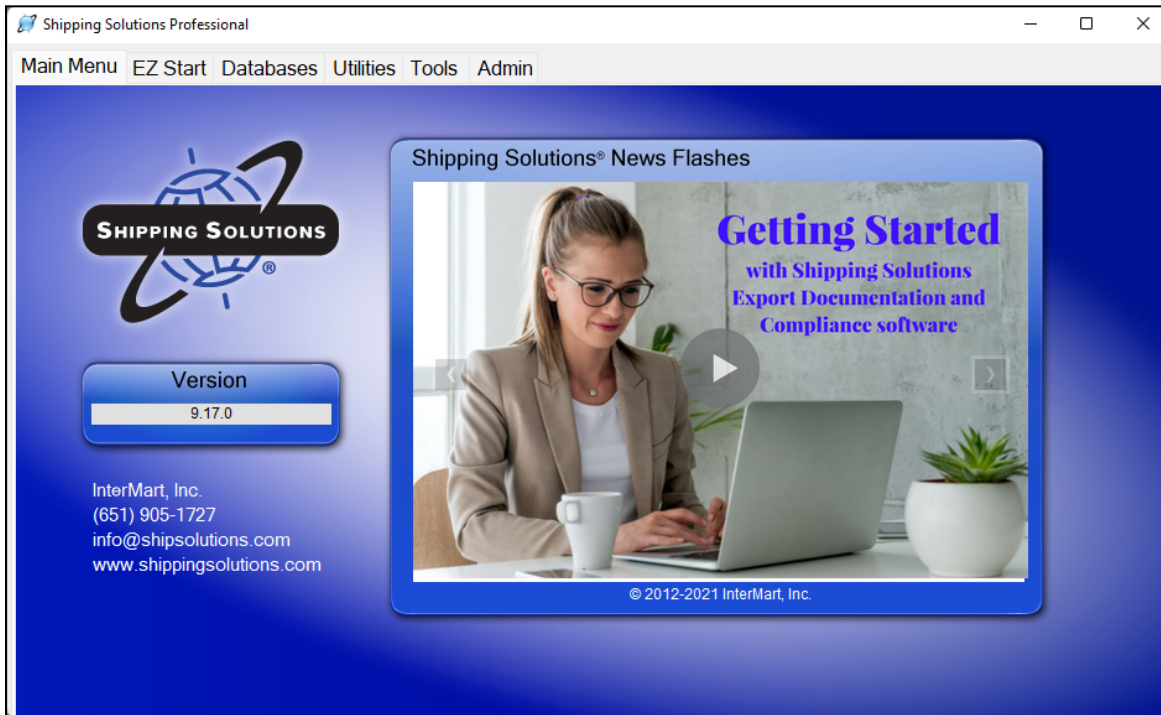 Shipping Solutions Professional
Main Menu EZ Start Databases Utilities Tools Admin
SHIPPING SOLUTIONS
®
Version
9.17.0
InterMart, Inc.
(651) 905-1727
info@shipsolutions.com
www.shippingsolutions.com
Shipping Solutions® News Flashes
Getting Started
with Shipping Solutions
Export Documentation and
Compliance software
© 2012-2021 InterMart, Inc.